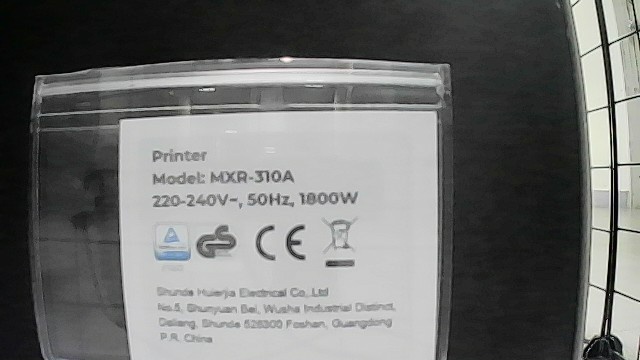 Printer
Model: MXR-310A
220-240V~, 50Hz, 1800W
CE
Shunde Huierjia Electrical Co., Ltd
No.5, Shunyuan Bei, Wusha Industrial Distinct,
Daliang, Shunde 528300 Foshan, Guangdong
P.R. China